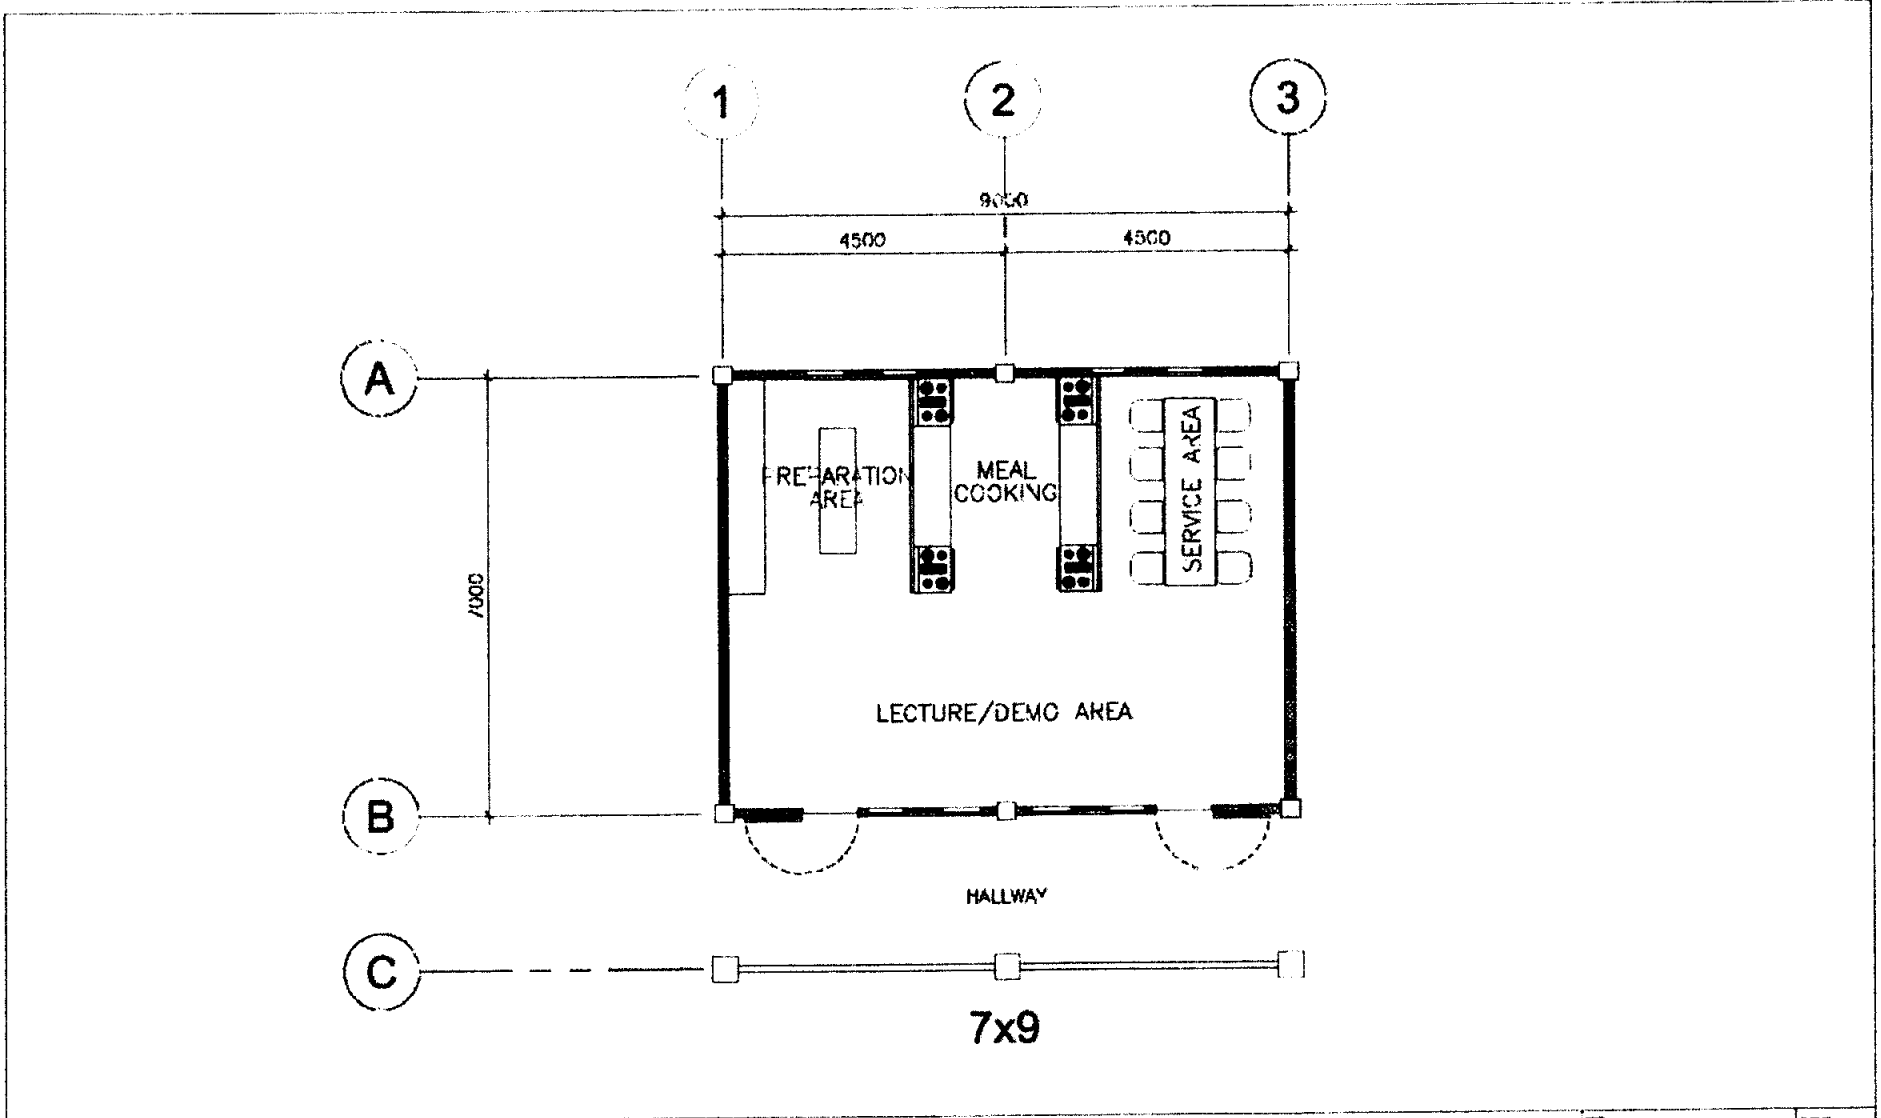 1 2 3
9000
4500 4500
A
PREPARATION
AREA
MEAL
COOKING
SERVICE AREA
7000
LECTURE/DEMO AREA
B
HALLWAY
C
7x9